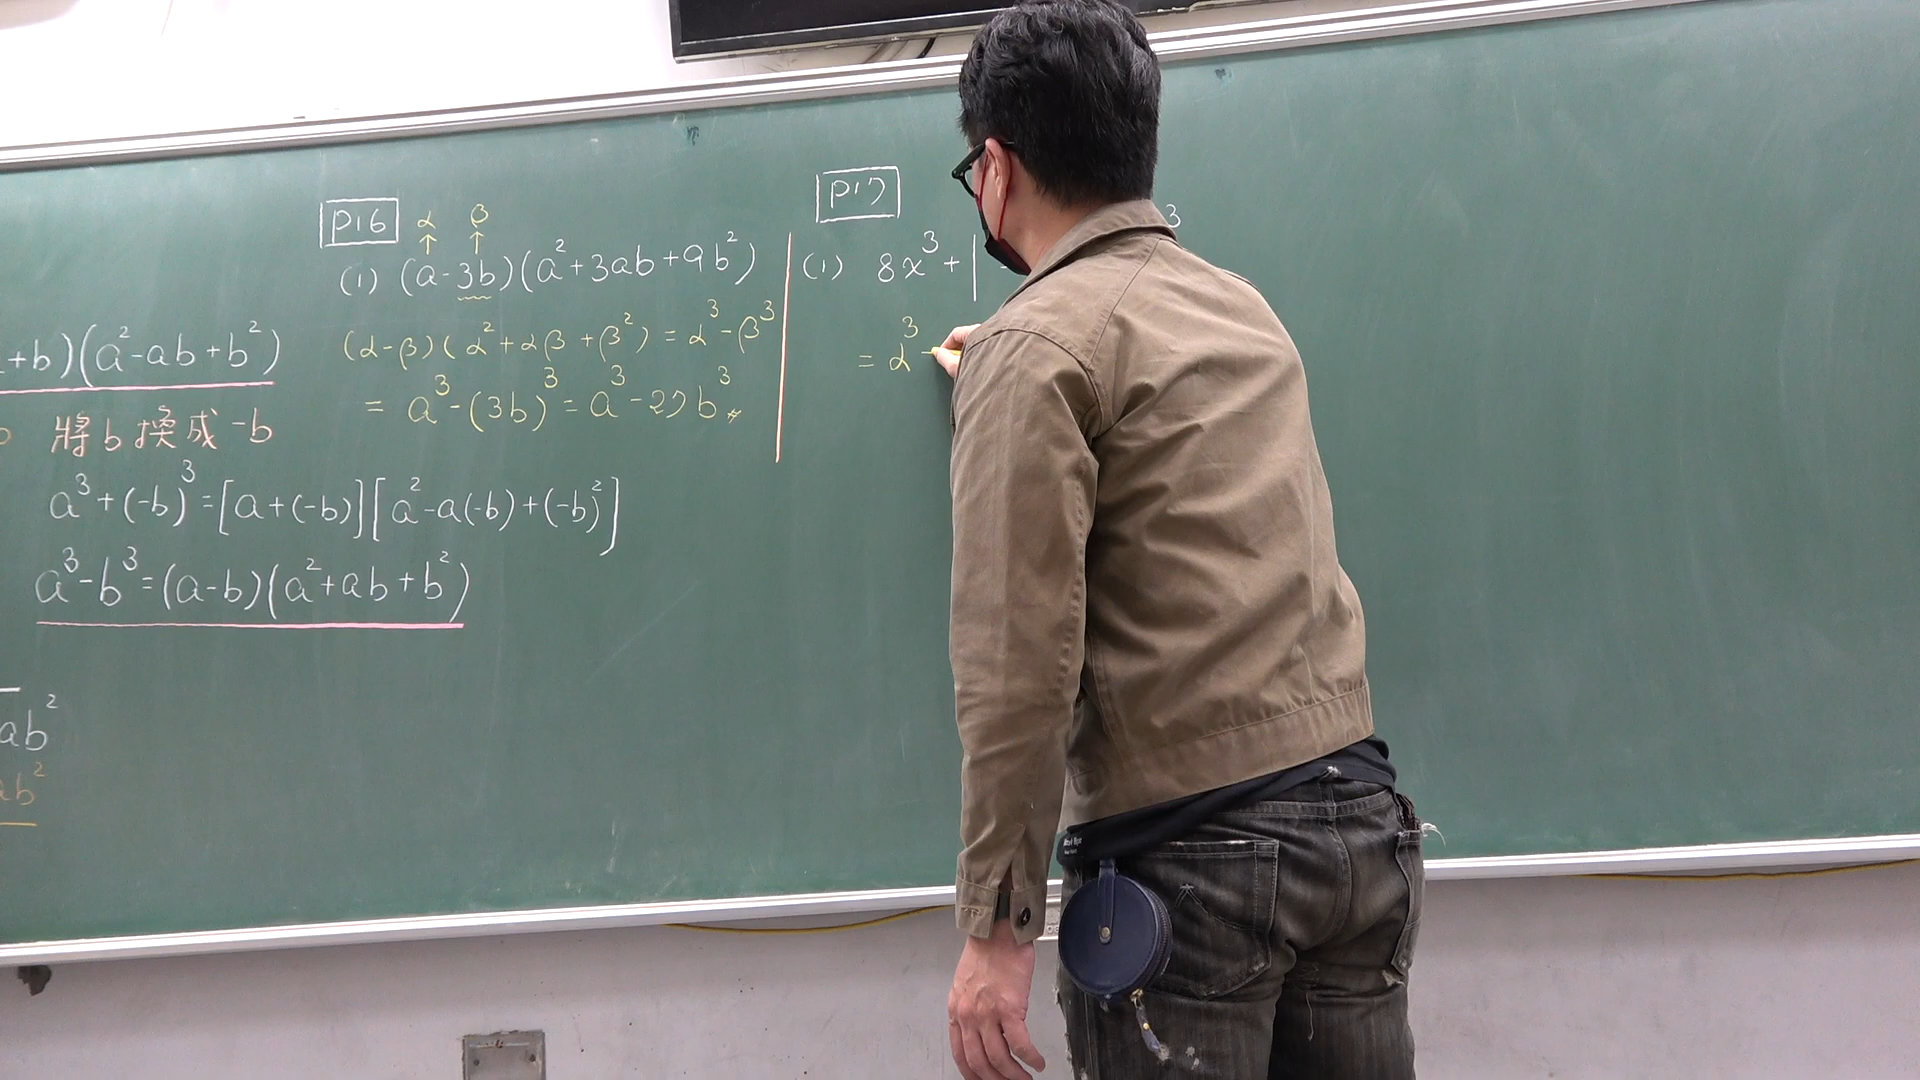 +b)(a²-ab+b²)
將b換成-b
a³+(-b)³=[a+(-b)][a²-a(-b)+(-b)²]
a³-b³=(a-b)(a²+ab+b²)
ab²
ab²
P16
α β
↑ ↑
(1) (a-3b)(a²+3ab+9b²)
(α-β)(α²+αβ+β²)=α³-β³
= a³-(3b)³=a³-27b³
P17
3
(1) 8x³+1
= α³